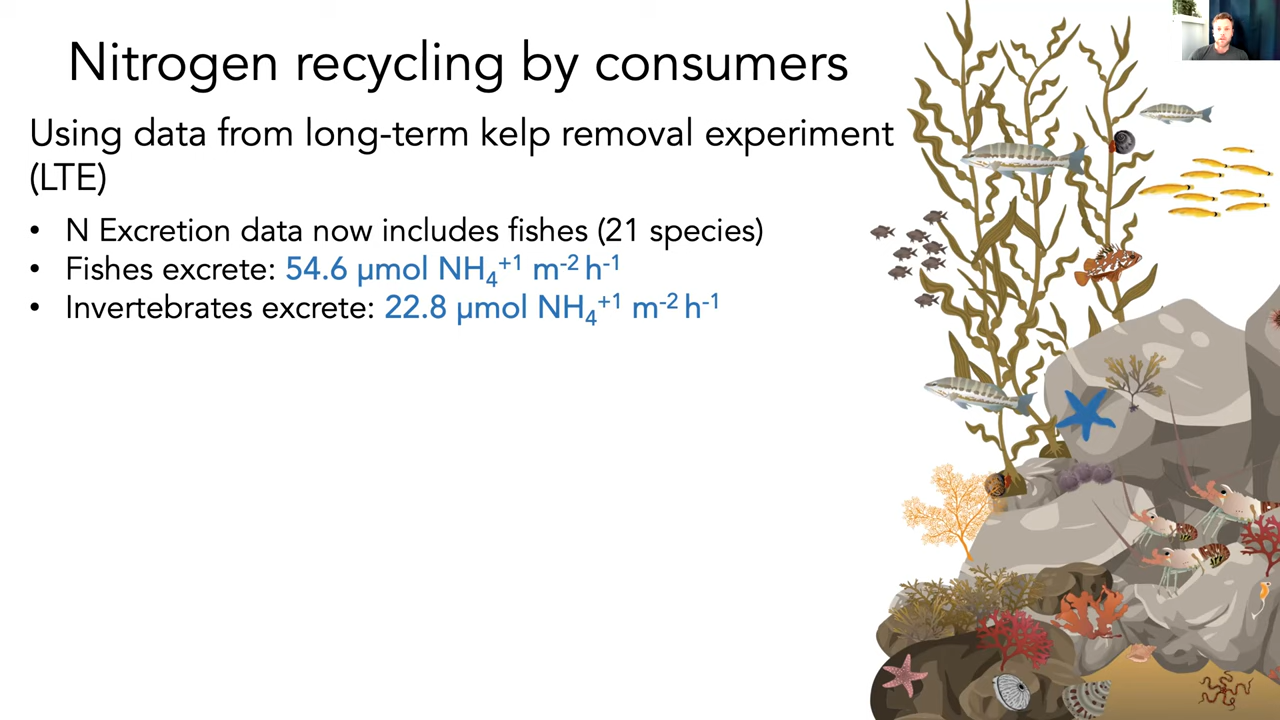 Nitrogen recycling by consumers
Using data from long-term kelp removal experiment
(LTE)
• N Excretion data now includes fishes (21 species)
• Fishes excrete: 54.6 µmol NH₄⁺¹ m⁻² h⁻¹
• Invertebrates excrete: 22.8 µmol NH₄⁺¹ m⁻² h⁻¹